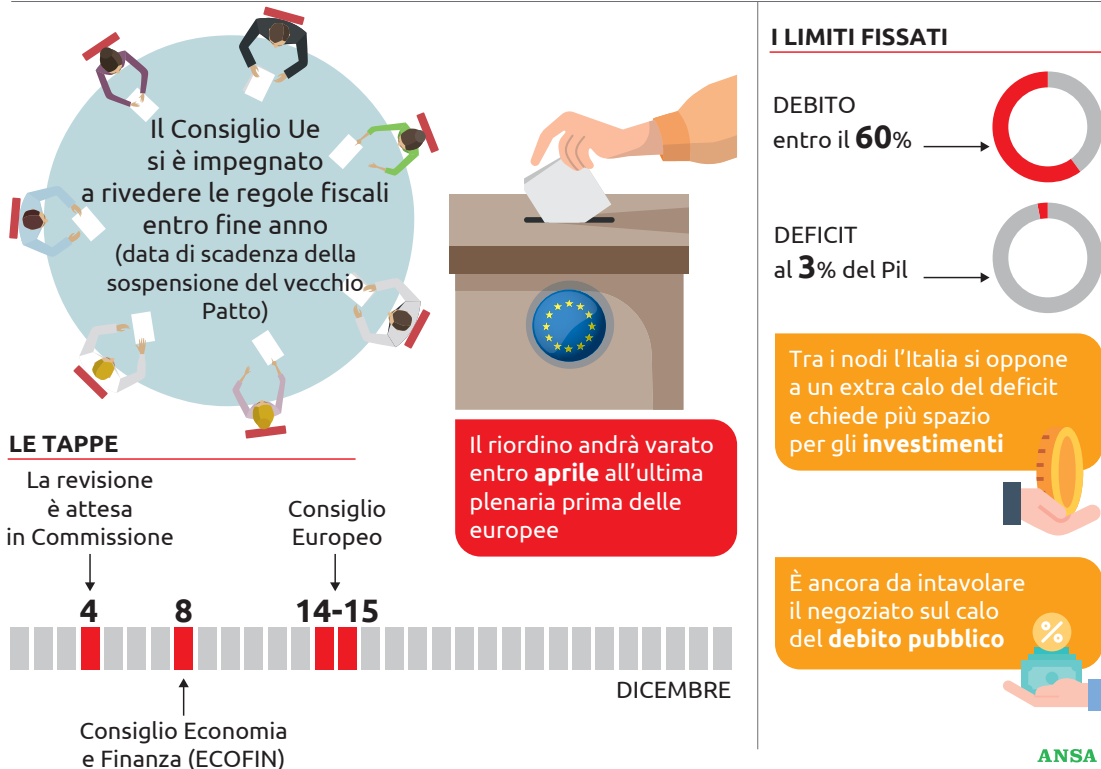 Il Consiglio Ue
si è impegnato
a rivedere le regole fiscali
entro fine anno
(data di scadenza della
sospensione del vecchio
Patto)
LE TAPPE
La revisione
è attesa
in Commissione
Consiglio
Europeo
4
8
14-15
DICEMBRE
Consiglio Economia
e Finanza (ECOFIN)
Il riordino andrà varato
entro aprile all'ultima
plenaria prima delle
europee
I LIMITI FISSATI
DEBITO
entro il 60%
DEFICIT
al 3% del Pil
Tra i nodi l'Italia si oppone
a un extra calo del deficit
e chiede più spazio
per gli investimenti
È ancora da intavolare
il negoziato sul calo
del debito pubblico
%
ANSA